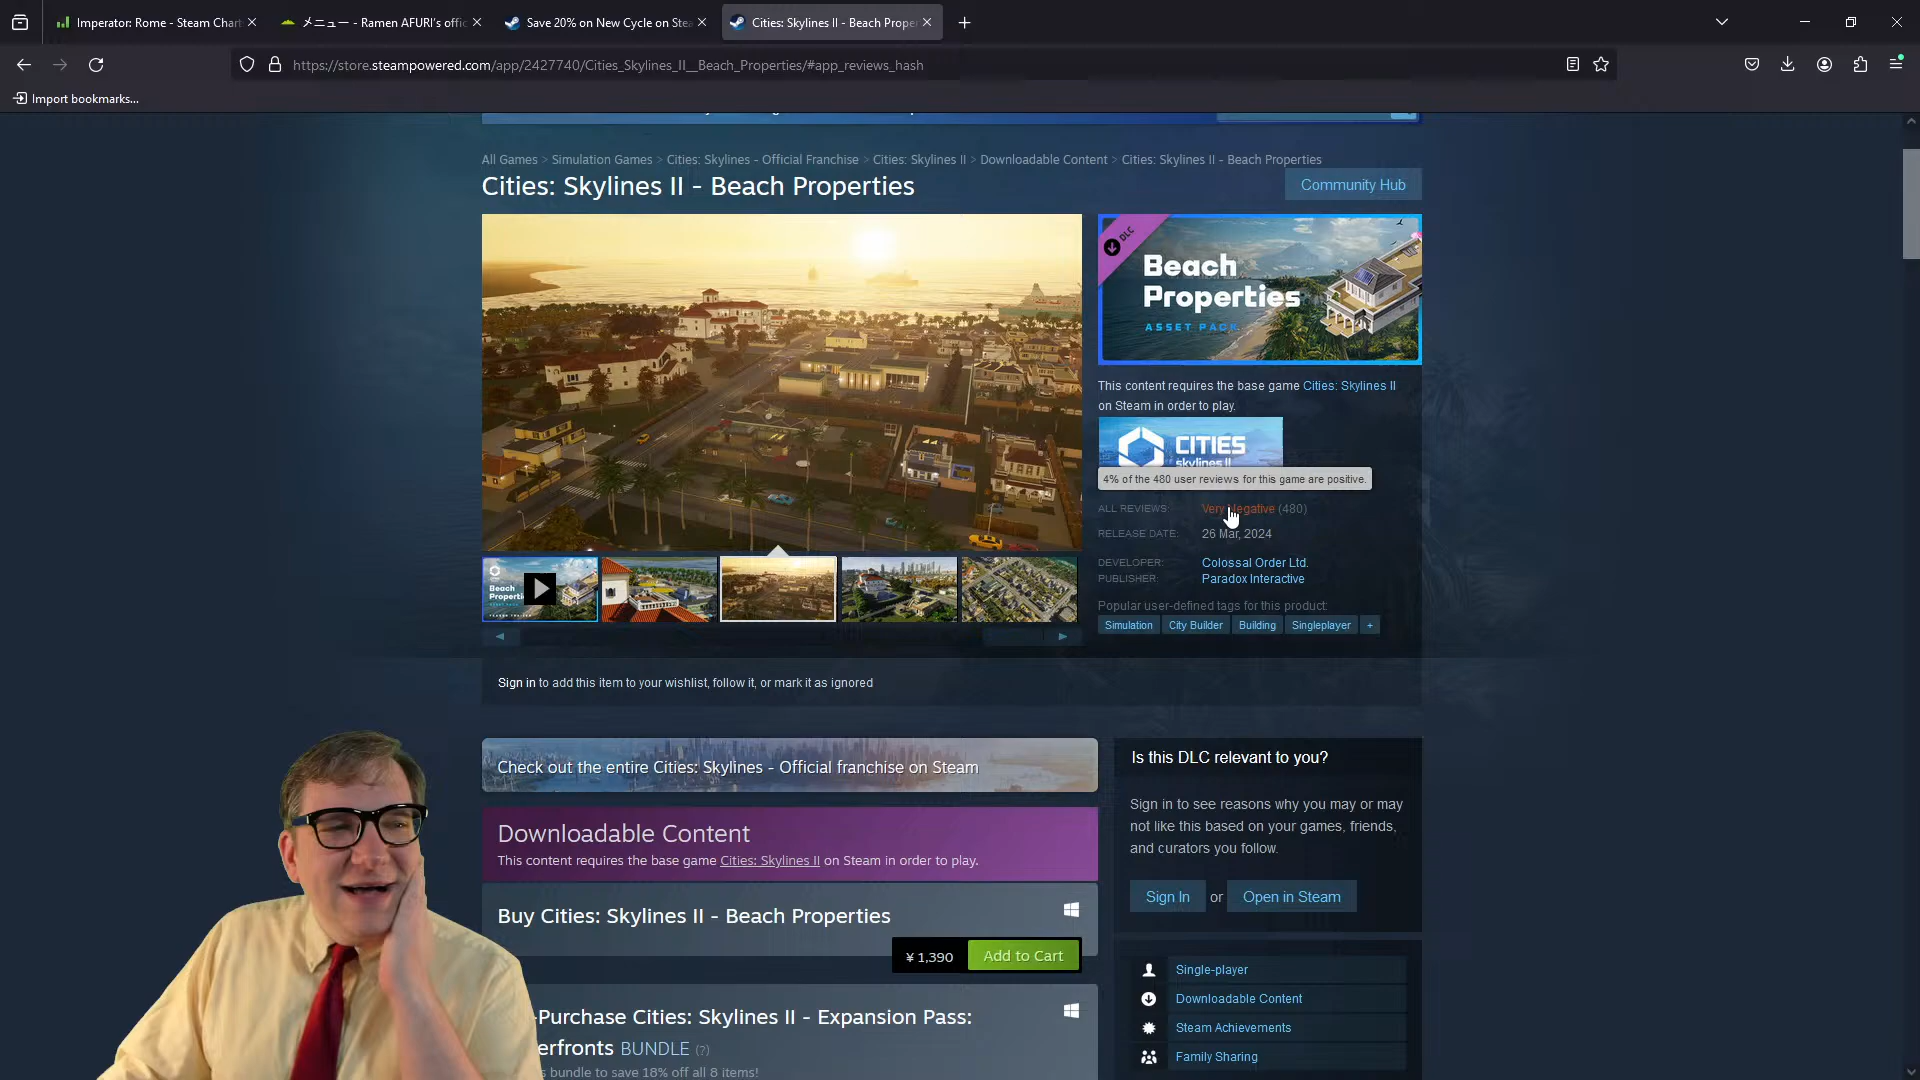 Imperator: Rome - Steam Chart
メニュー - Ramen AFURI's offic
Save 20% on New Cycle on Stea
Cities: Skylines II - Beach Proper
https://store.steampowered.com/app/2427740/Cities_Skylines_II__Beach_Properties/#app_reviews_hash
Import bookmarks...
All Games > Simulation Games > Cities: Skylines - Official Franchise > Cities: Skylines II > Downloadable Content > Cities: Skylines II - Beach Properties
Cities: Skylines II - Beach Properties
Community Hub
DLC
Beach
Properties
ASSET PACK
This content requires the base game Cities: Skylines II
on Steam in order to play.
CITIES
skylines II
4% of the 480 user reviews for this game are positive.
ALL REVIEWS: Very Negative (480)
RELEASE DATE: 26 Mar, 2024
DEVELOPER: Colossal Order Ltd.
PUBLISHER: Paradox Interactive
Popular user-defined tags for this product:
Simulation City Builder Building Singleplayer +
Beach
Sign in to add this item to your wishlist, follow it, or mark it as ignored
Check out the entire Cities: Skylines - Official franchise on Steam
Downloadable Content
This content requires the base game Cities: Skylines II on Steam in order to play.
Buy Cities: Skylines II - Beach Properties
¥ 1,390 Add to Cart
-Purchase Cities: Skylines II - Expansion Pass:
erfronts BUNDLE (?)
s bundle to save 18% off all 8 items!
Is this DLC relevant to you?
Sign in to see reasons why you may or may
not like this based on your games, friends,
and curators you follow.
Sign In or Open in Steam
Single-player
Downloadable Content
Steam Achievements
Family Sharing